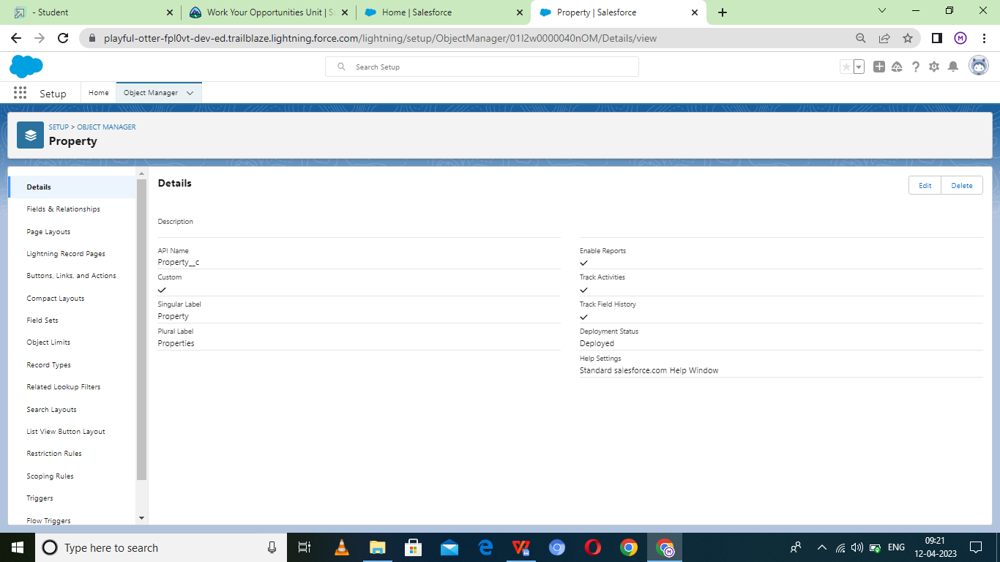 - Student
Work Your Opportunities Unit | S
Home | Salesforce
Property | Salesforce
playful-otter-fpl0vt-dev-ed.trailblaze.lightning.force.com/lightning/setup/ObjectManager/01I2w0000040nOM/Details/view
M
Search Setup
Setup
Home
Object Manager
SETUP > OBJECT MANAGER
Property
Details
Fields & Relationships
Page Layouts
Lightning Record Pages
Buttons, Links, and Actions
Compact Layouts
Field Sets
Object Limits
Record Types
Related Lookup Filters
Search Layouts
List View Button Layout
Restriction Rules
Scoping Rules
Triggers
Flow Triggers
Details
Edit
Delete
Description
API Name
Property__c
Custom
Singular Label
Property
Plural Label
Properties
Enable Reports
Track Activities
Track Field History
Deployment Status
Deployed
Help Settings
Standard salesforce.com Help Window
Type here to search
ENG
09:21
12-04-2023